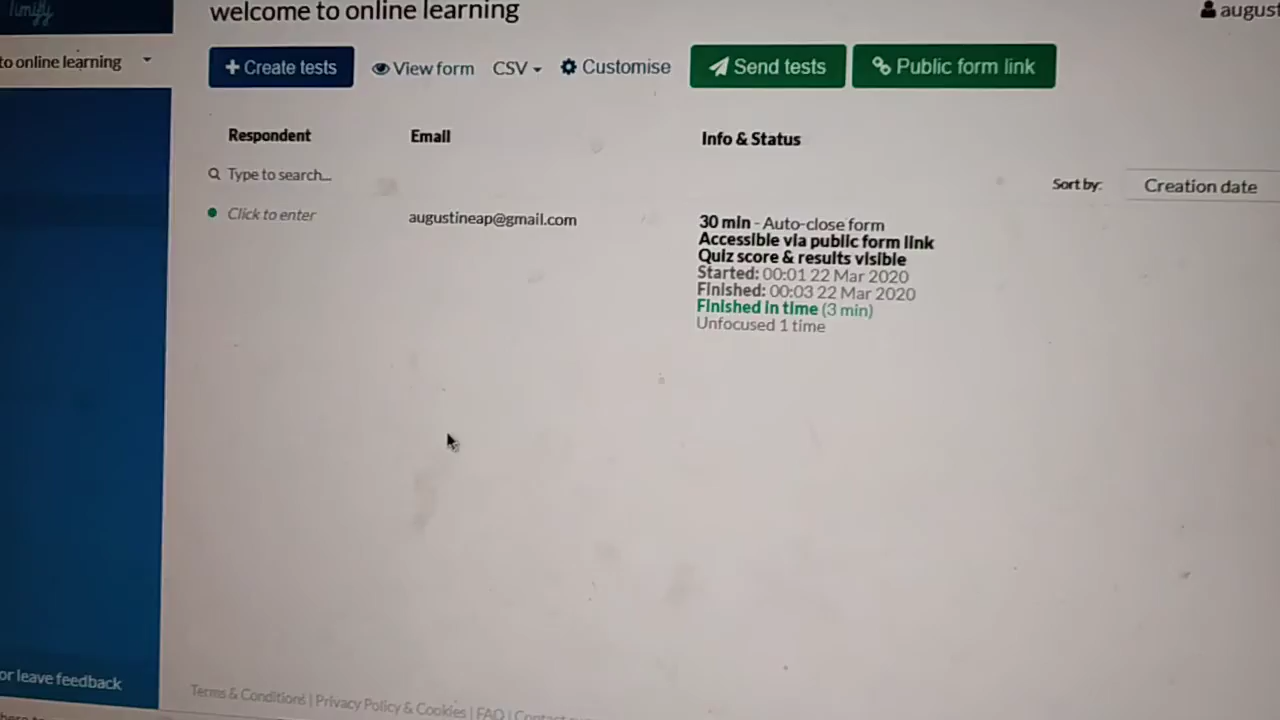 timify
welcome to online learning
august
to online learning
Create tests
View form
CSV
Customise
Send tests
Public form link
Respondent
Email
Info & Status
Type to search...
Sort by:
Creation date
Click to enter
augustineap@gmail.com
30 min - Auto-close form
Accessible via public form link
Quiz score & results visible
Started: 00:01 22 Mar 2020
Finished: 00:03 22 Mar 2020
Finished in time (3 min)
Unfocused 1 time
or leave feedback
Terms & Conditions | Privacy Policy & Cookies | FAQ | Contact